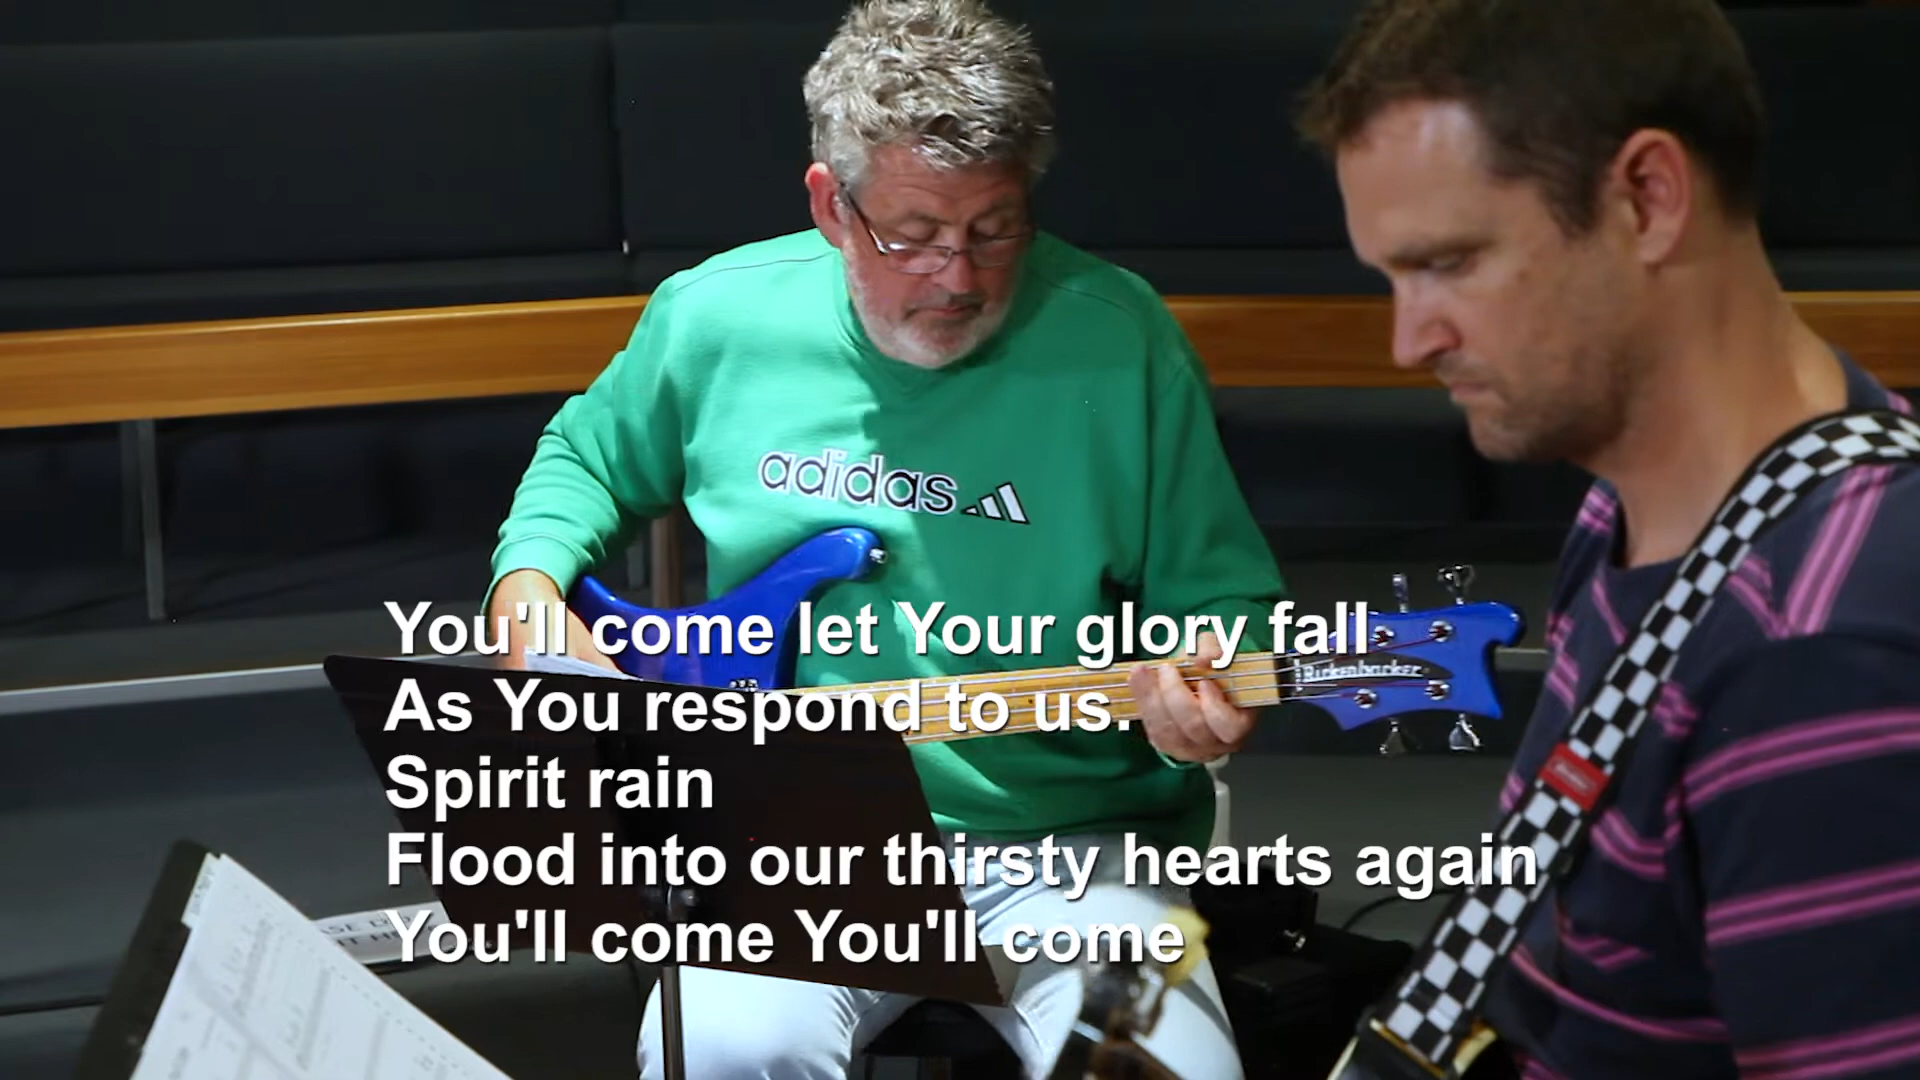 adidas
Rickenbacker
You'll come let Your glory fall
As You respond to us.
Spirit rain
Flood into our thirsty hearts again
You'll come You'll come